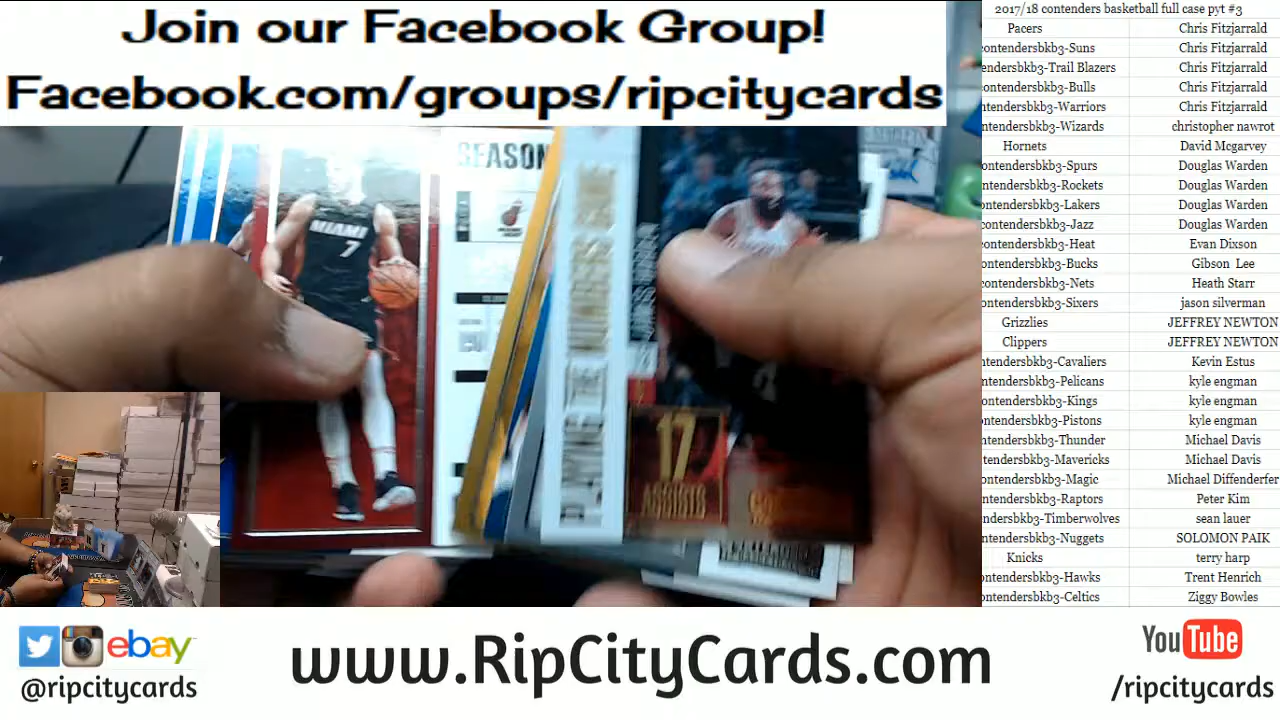 Join our Facebook Group!
Facebook.com/groups/ripcitycards
2017/18 contenders basketball full case pyt #3
Pacers Chris Fitzjarrald
contendersbkb3-Suns Chris Fitzjarrald
endersbkb3-Trail Blazers Chris Fitzjarrald
ontendersbkb3-Bulls Chris Fitzjarrald
ntendersbkb3-Warriors Chris Fitzjarrald
ntendersbkb3-Wizards christopher nawrot
Hornets David Mcgarvey
ontendersbkb3-Spurs Douglas Warden
ntendersbkb3-Rockets Douglas Warden
ontendersbkb3-Lakers Douglas Warden
ontendersbkb3-Jazz Douglas Warden
ontendersbkb3-Heat Evan Dixson
ontendersbkb3-Bucks Gibson Lee
ontendersbkb3-Nets Heath Starr
ontendersbkb3-Sixers jason silverman
Grizzlies JEFFREY NEWTON
Clippers JEFFREY NEWTON
ntendersbkb3-Cavaliers Kevin Estus
ntendersbkb3-Pelicans kyle engman
ontendersbkb3-Kings kyle engman
ontendersbkb3-Pistons kyle engman
ntendersbkb3-Thunder Michael Davis
ntendersbkb3-Mavericks Michael Davis
ontendersbkb3-Magic Michael Diffenderfer
ntendersbkb3-Raptors Peter Kim
ndersbkb3-Timberwolves sean lauer
ntendersbkb3-Nuggets SOLOMON PAIK
Knicks terry harp
ontendersbkb3-Hawks Trent Henrich
ontendersbkb3-Celtics Ziggy Bowles
SEASON
MIAMI
7
17
ASSISTS
ebay
@ripcitycards
www.RipCityCards.com
YouTube
/ripcitycards